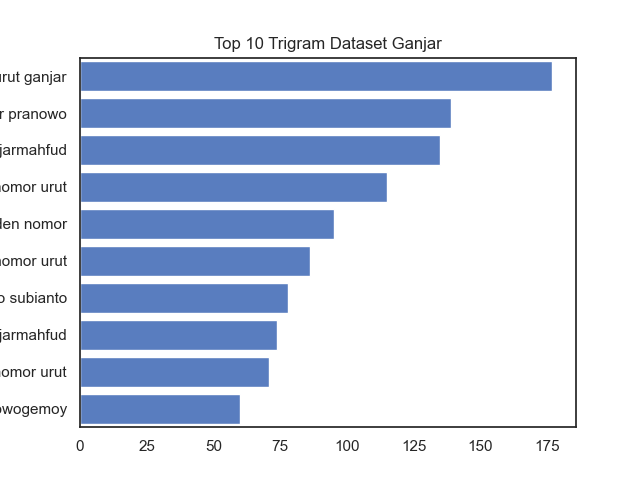 Top 10 Trigram Dataset Ganjar
urut ganjar
r pranowo
jarmahfud
nomor urut
den nomor
nomor urut
o subianto
jarmahfud
nomor urut
owogemoy
0 25 50 75 100 125 150 175